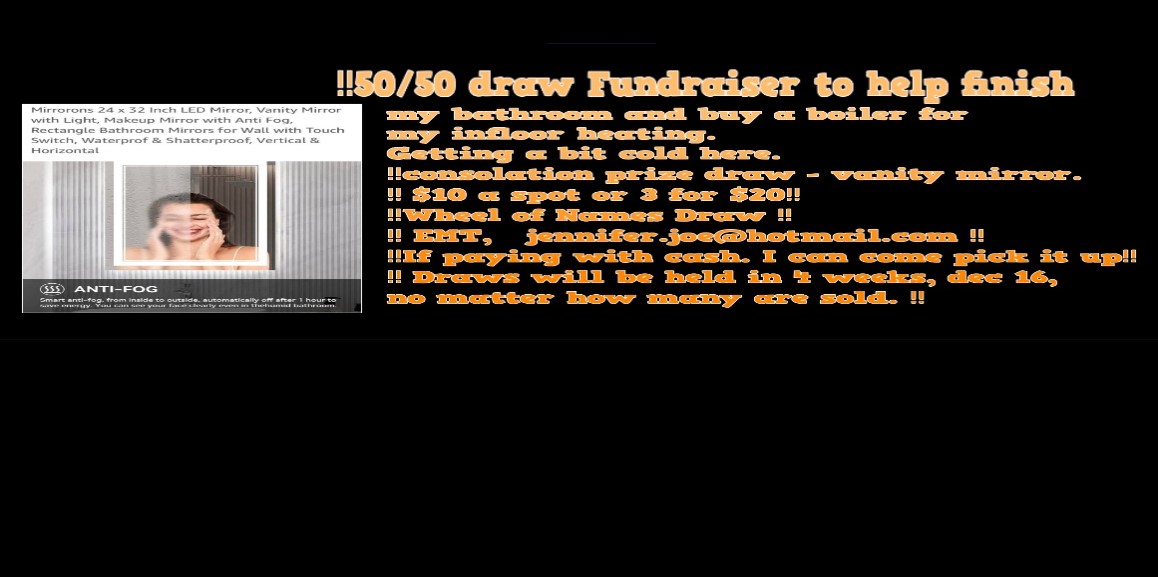 !!50/50 draw Fundraiser to help finish
my bathroom and buy a boiler for
my infloor heating.
Getting a bit cold here.
!!consolation prize draw - vanity mirror.
!! $10 a spot or 3 for $20!!
!!Wheel of Names Draw !!
!! EMT, jennifer.joe@hotmail.com !!
!!If paying with cash. I can come pick it up!!
!! Draws will be held in 4 weeks, dec 16,
no matter how many are sold. !!
Mirrorons 24 x 32 Inch LED Mirror, Vanity Mirror
with Light, Makeup Mirror with Anti Fog,
Rectangle Bathroom Mirrors for Wall with Touch
Switch, Waterprof & Shatterproof, Vertical &
Horizontal
ANTI-FOG
Smart anti-fog, from inside to outside, automatically off after 1 hour to
save energy. You can see your face clearly even in thehumid bathroom.